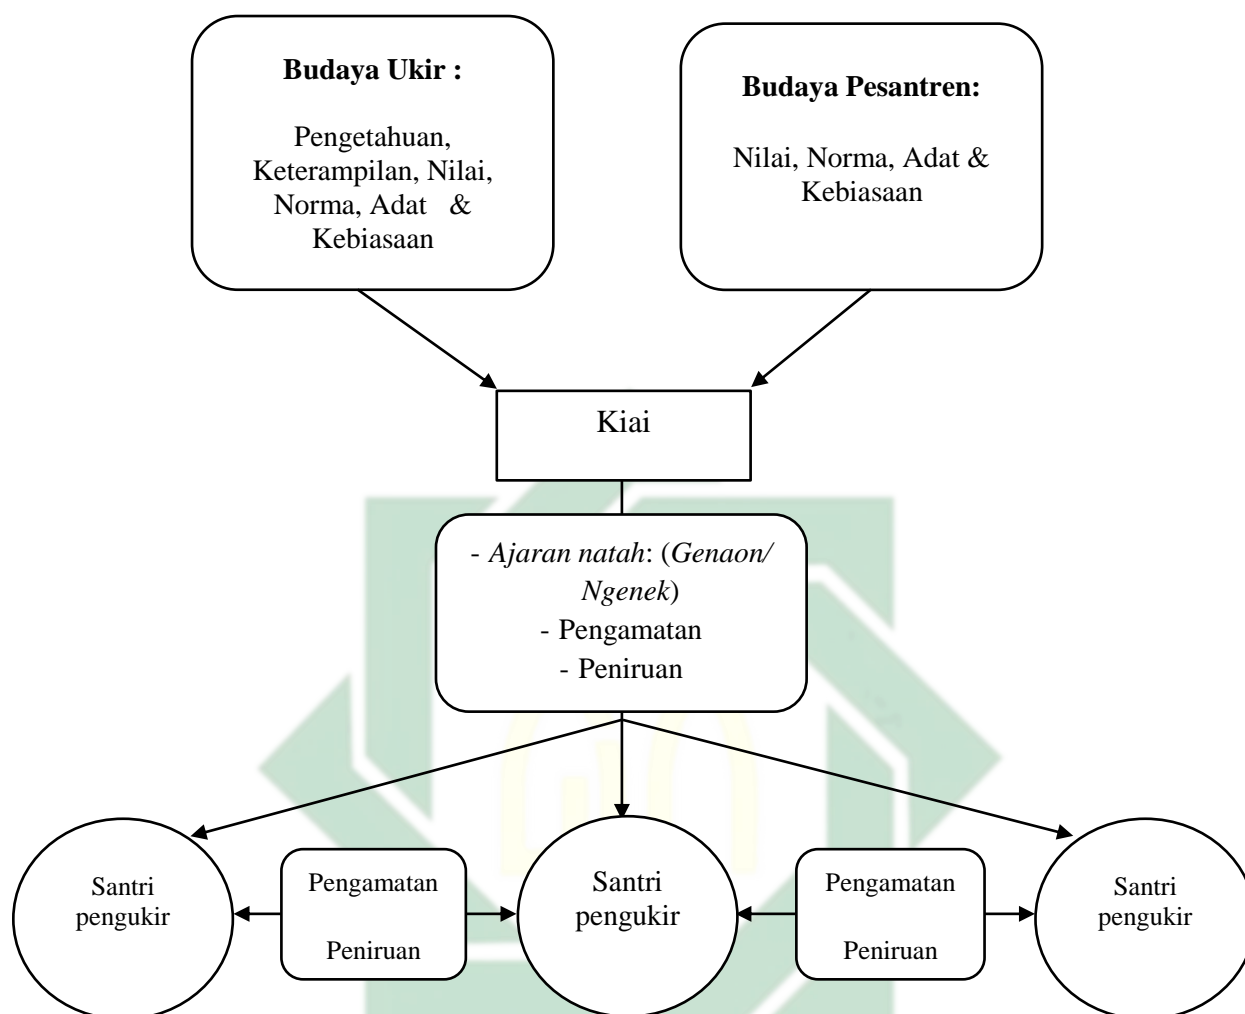 Budaya Ukir :
Pengetahuan,
Keterampilan, Nilai,
Norma, Adat & 
Kebiasaan
Budaya Pesantren:
Nilai, Norma, Adat &
Kebiasaan
Kiai
- Ajaran natah: (Genaon/
Ngenek)
- Pengamatan
- Peniruan
Santri
pengukir
Pengamatan
Peniruan
Santri
pengukir
Pengamatan
Peniruan
Santri
pengukir